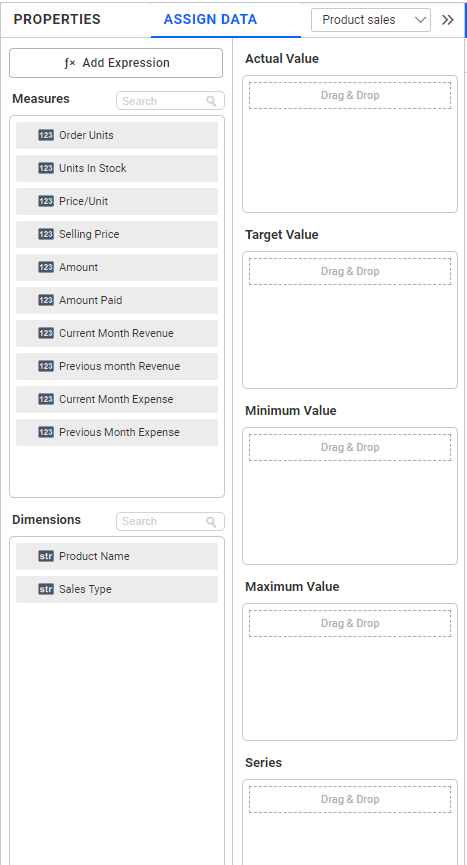 PROPERTIES
ASSIGN DATA
Product sales
ƒ× Add Expression
Measures
Search
123 Order Units
123 Units In Stock
123 Price/Unit
123 Selling Price
123 Amount
123 Amount Paid
123 Current Month Revenue
123 Previous month Revenue
123 Current Month Expense
123 Previous Month Expense
Dimensions
Search
str Product Name
str Sales Type
Actual Value
Drag & Drop
Target Value
Drag & Drop
Minimum Value
Drag & Drop
Maximum Value
Drag & Drop
Series
Drag & Drop